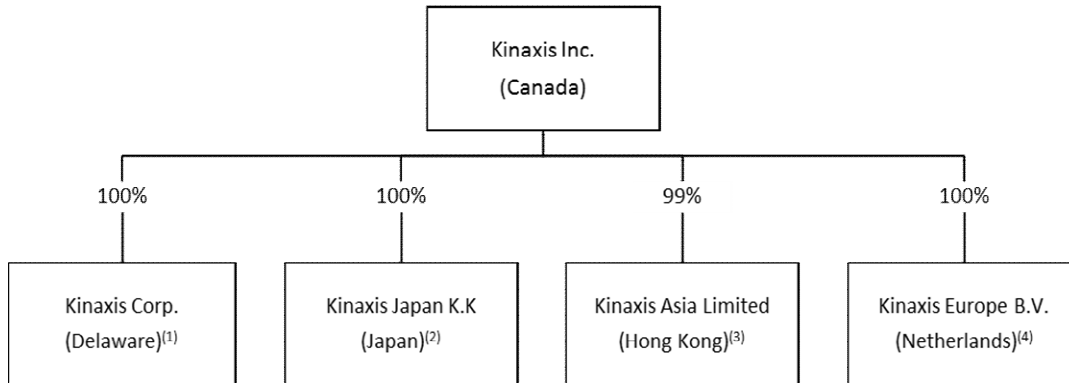 Kinaxis Inc.
(Canada)
100% 100% 99% 100%
Kinaxis Corp.
(Delaware)(1)
Kinaxis Japan K.K
(Japan)(2)
Kinaxis Asia Limited
(Hong Kong)(3)
Kinaxis Europe B.V.
(Netherlands)(4)